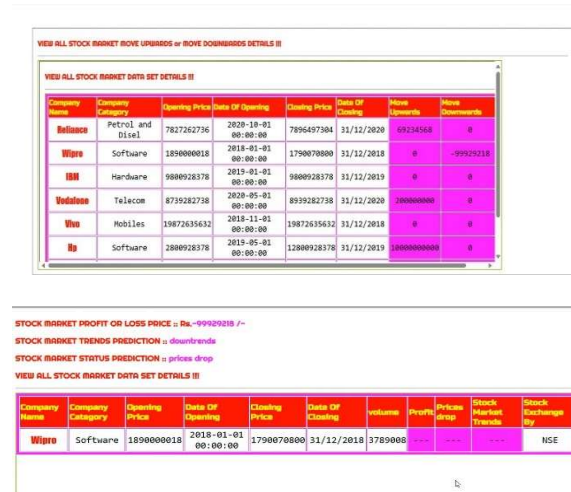 VIEW ALL STOCK MARKET MOVE UPWARDS or MOVE DOWNWARDS DETAILS !!!
VIEW ALL STOCK MARKET DATA SET DETAILS !!!
Company Name Company Category Opening Price Date Of Opening Closing Price Date Of Closing Move Upwards Move Downwards
Reliance Petrol and Disel 7827262736 2020-10-01 00:00:00 7896497304 31/12/2020 69234568 0
Wipro Software 1890000018 2018-01-01 00:00:00 1790070800 31/12/2018 0 -99929218
IBM Hardware 9800928378 2019-01-01 00:00:00 9800928378 31/12/2019 0 0
Vodafone Telecom 8739282738 2020-05-01 00:00:00 8939282738 31/12/2020 200000000 0
Vivo Mobiles 19872635632 2018-11-01 00:00:00 19872635632 31/12/2018 0 0
Hp Software 2800928378 2019-05-01 00:00:00 12800928378 31/12/2019 10000000000 0
STOCK MARKET PROFIT OR LOSS PRICE :: Rs.-99929218 /-
STOCK MARKET TRENDS PREDICTION :: downtrends
STOCK MARKET STATUS PREDICTION :: prices drop
VIEW ALL STOCK MARKET DATA SET DETAILS !!!
Company Name Company Category Opening Price Date Of Opening Closing Price Date Of Closing volume Profit Prices drop Stock Market Trends Stock Exchange By
Wipro Software 1890000018 2018-01-01 00:00:00 1790070800 31/12/2018 3789008 --- --- --- NSE